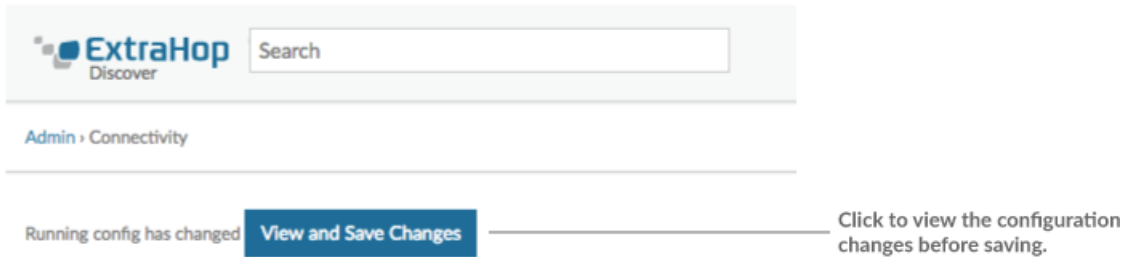 ExtraHop
Discover
Search
Admin › Connectivity
Running config has changed
View and Save Changes
Click to view the configuration
changes before saving.